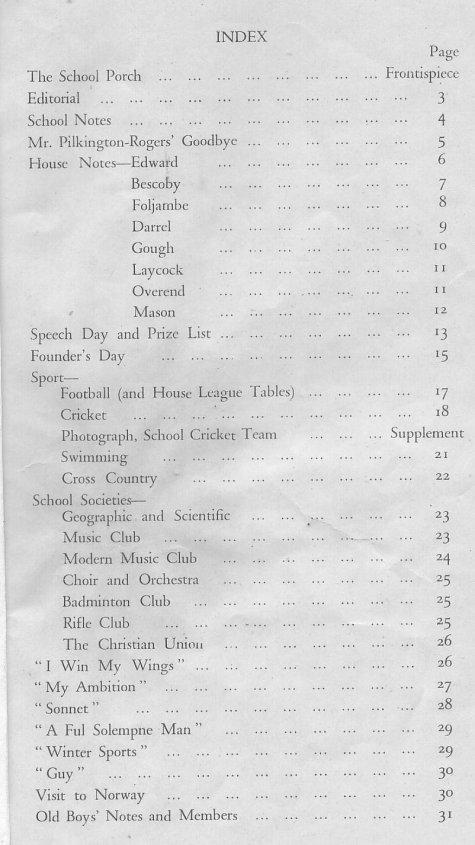 INDEX
Page
The School Porch ... ... ... ... ... ... ... ... Frontispiece
Editorial ... ... ... ... ... ... ... ... ... ... ... 3
School Notes ... ... ... ... ... ... ... ... ... ... 4
Mr. Pilkington-Rogers' Goodbye ... ... ... ... ... ... 5
House Notes—Edward ... ... ... ... ... ... ... 6
Bescoby ... ... ... ... ... ... ... 7
Foljambe ... ... ... ... ... ... ... 8
Darrel ... ... ... ... ... ... ... 9
Gough ... ... ... ... ... ... ... 10
Laycock ... ... ... ... ... ... ... 11
Overend ... ... ... ... ... ... ... 11
Mason ... ... ... ... ... ... ... 12
Speech Day and Prize List ... ... ... ... ... ... ... 13
Founder's Day ... ... ... ... ... ... ... ... ... 15
Sport—
Football (and House League Tables) ... ... ... ... 17
Cricket ... ... ... ... ... ... ... ... ... ... 18
Photograph, School Cricket Team ... ... ... Supplement
Swimming ... ... ... ... ... ... ... ... ... 21
Cross Country ... ... ... ... ... ... ... ... 22
School Societies—
Geographic and Scientific ... ... ... ... ... ... 23
Music Club ... ... ... ... ... ... ... ... ... 23
Modern Music Club ... ... ... ... ... ... ... 24
Choir and Orchestra ... ... ... ... ... ... ... 25
Badminton Club ... ... ... ... ... ... ... ... 25
Rifle Club ... ... ... ... ... ... ... ... ... 25
The Christian Union ... ... ... ... ... ... ... 26
"I Win My Wings" ... ... ... ... ... ... ... ... 26
"My Ambition" ... ... ... ... ... ... ... ... ... 27
"Sonnet" ... ... ... ... ... ... ... ... ... ... 28
"A Ful Solempne Man" ... ... ... ... ... ... ... 29
"Winter Sports" ... ... ... ... ... ... ... ... ... 29
"Guy" ... ... ... ... ... ... ... ... ... ... ... 30
Visit to Norway ... ... ... ... ... ... ... ... ... 30
Old Boys' Notes and Members ... ... ... ... ... ... 31